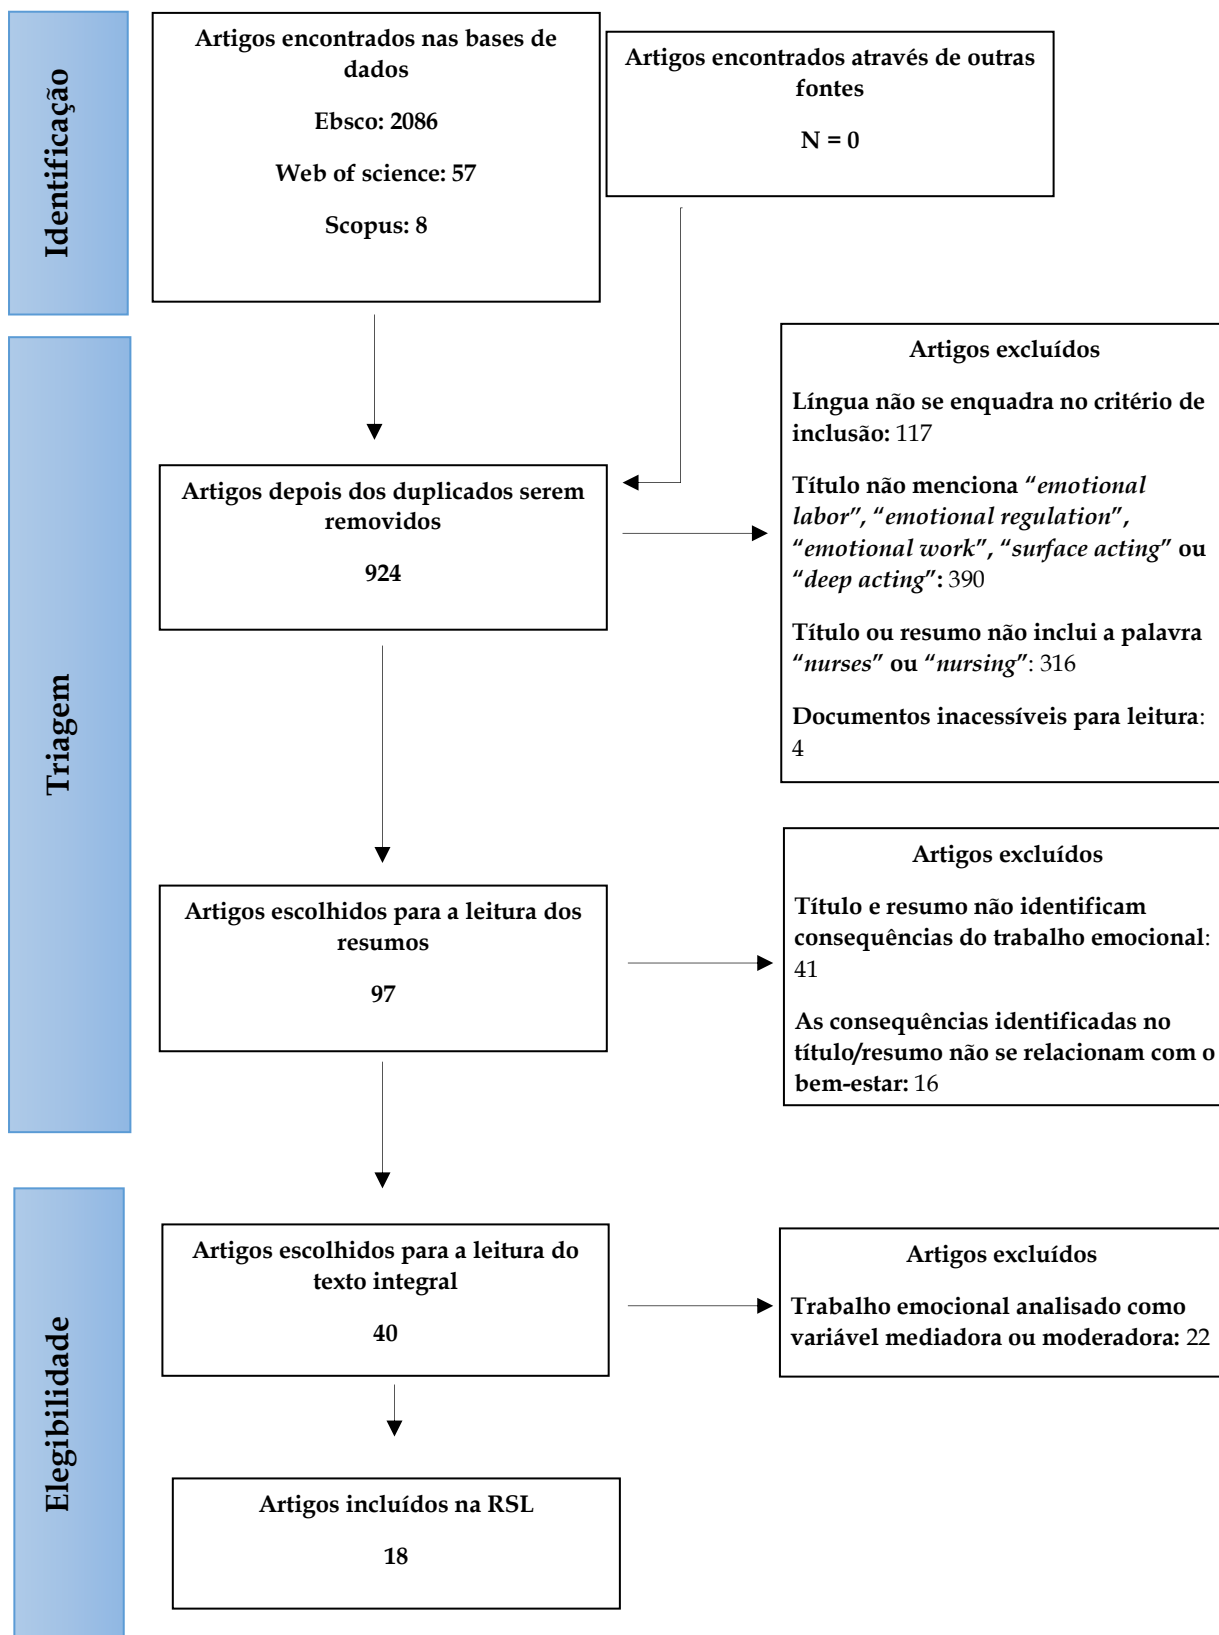 Identificação
Artigos encontrados nas bases de
dados
Ebsco: 2086
Web of science: 57
Scopus: 8
Artigos encontrados através de outras
fontes
N = 0
Triagem
Artigos depois dos duplicados serem
removidos
924
Artigos excluídos
Língua não se enquadra no critério de
inclusão: 117
Título não menciona “emotional
labor”, “emotional regulation”,
“emotional work”, “surface acting” ou
“deep acting”: 390
Título ou resumo não inclui a palavra
“nurses” ou “nursing”: 316
Documentos inacessíveis para leitura:
4
Artigos escolhidos para a leitura dos
resumos
97
Artigos excluídos
Título e resumo não identificam
consequências do trabalho emocional:
41
As consequências identificadas no
título/resumo não se relacionam com o
bem-estar: 16
Elegibilidade
Artigos escolhidos para a leitura do
texto integral
40
Artigos excluídos
Trabalho emocional analisado como
variável mediadora ou moderadora: 22
Artigos incluídos na RSL
18